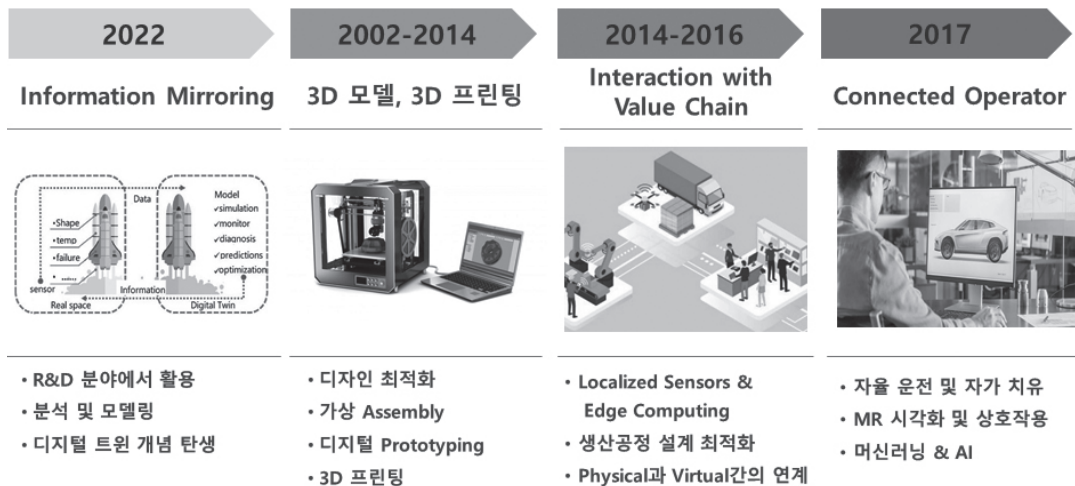 2022
2002-2014
2014-2016
2017
Information Mirroring
3D 모델, 3D 프린팅
Interaction with
Value Chain
Connected Operator
Data
Model
•Shape
•temp
•failure
sensor
Real space
Information
✓simulation
✓monitor
✓diagnosis
✓predictions
✓optimization
Digital Twin
• R&D 분야에서 활용
• 분석 및 모델링
• 디지털 트윈 개념 탄생
• 디자인 최적화
• 가상 Assembly
• 디지털 Prototyping
• 3D 프린팅
• Localized Sensors &
Edge Computing
• 생산공정 설계 최적화
• Physical과 Virtual간의 연계
• 자율 운전 및 자가 치유
• MR 시각화 및 상호작용
• 머신러닝 & AI